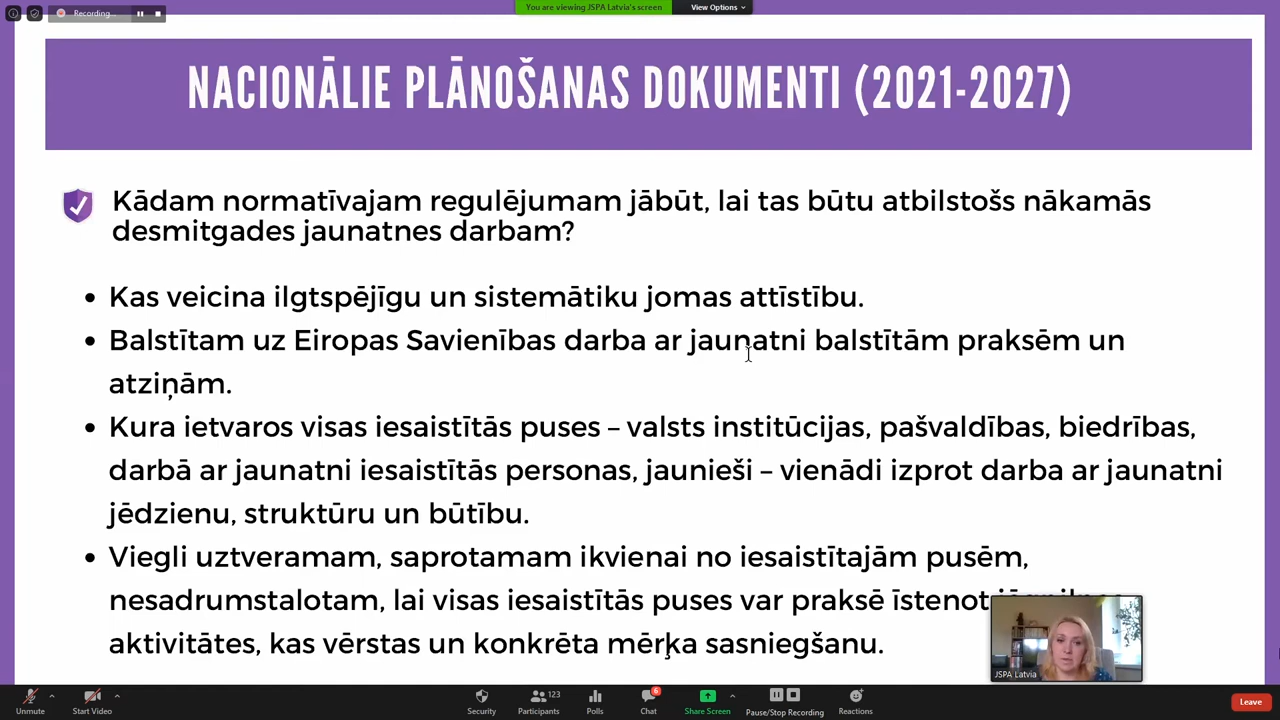 Recording...
You are viewing JSPA Latvia's screen
View Options
NACIONĀLIE PLĀNOŠANAS DOKUMENTI (2021-2027)
Kādam normatīvajam regulējumam jābūt, lai tas būtu atbilstošs nākamās
desmitgades jaunatnes darbam?
• Kas veicina ilgtspējīgu un sistemātiku jomas attīstību.
• Balstītam uz Eiropas Savienības darba ar jaunatni balstītām praksēm un
atziņām.
• Kura ietvaros visas iesaistītās puses – valsts institūcijas, pašvaldības, biedrības,
darbā ar jaunatni iesaistītās personas, jaunieši – vienādi izprot darba ar jaunatni
jēdzienu, struktūru un būtību.
• Viegli uztveramam, saprotamam ikvienai no iesaistītajām pusēm,
nesadrumstalotam, lai visas iesaistītās puses var praksē īstenot
aktivitātes, kas vērstas un konkrēta mērķa sasniegšanu.
JSPA Latvia
Unmute
Start Video
Security
Participants
123
Polls
Chat
6
Share Screen
Pause/Stop Recording
Reactions
Leave